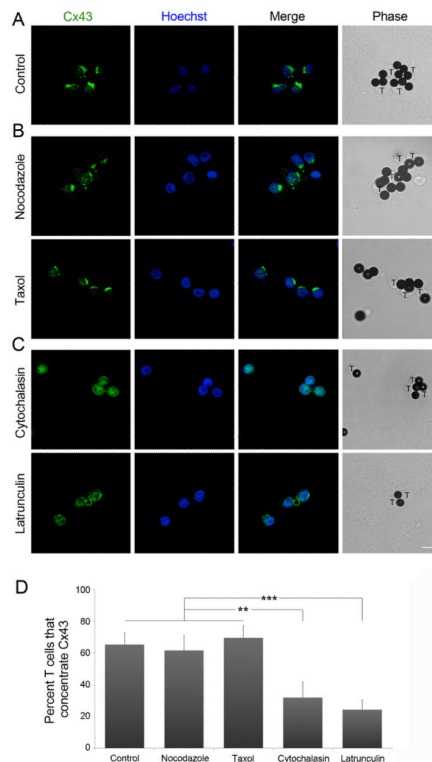 A
Cx43 Hoechst Merge Phase
Control
T
T
T
T
B
Nocodazole
T
T
T
T
Taxol
T
T
T
C
Cytochalasin
T
T
T
Latrunculin
T
T
D
Percent T cells that
concentrate Cx43
100
80
60
40
20
0
***
**
Control Nocodazole Taxol Cytochalasin Latrunculin